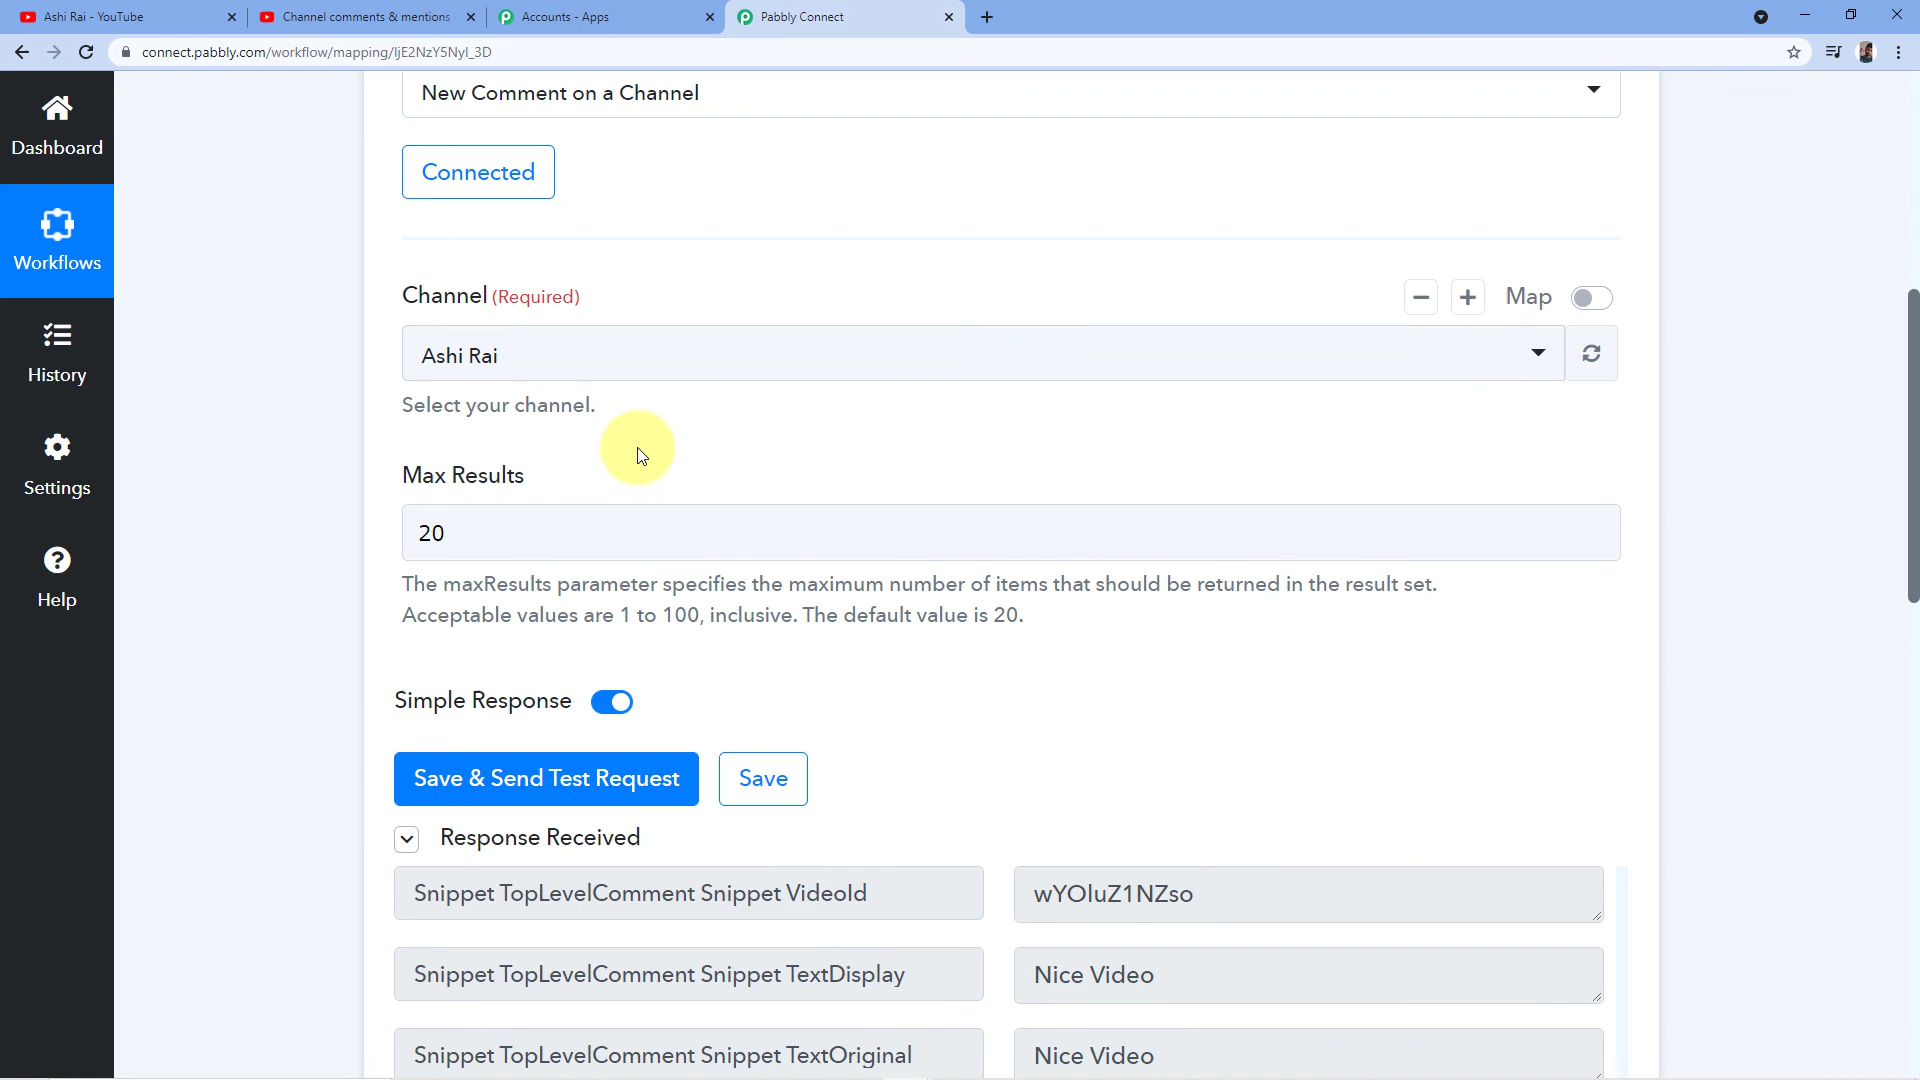 Ashi Rai - YouTube
Channel comments & mentions
Accounts - Apps
Pabbly Connect
connect.pabbly.com/workflow/mapping/IjE2NzY5NyI_3D
Dashboard
Workflows
History
Settings
Help
New Comment on a Channel
Connected
Channel (Required)
Map
Ashi Rai
Select your channel.
Max Results
20
The maxResults parameter specifies the maximum number of items that should be returned in the result set.
Acceptable values are 1 to 100, inclusive. The default value is 20.
Simple Response
Save & Send Test Request
Save
Response Received
Snippet TopLevelComment Snippet VideoId
wYOluZ1NZso
Snippet TopLevelComment Snippet TextDisplay
Nice Video
Snippet TopLevelComment Snippet TextOriginal
Nice Video